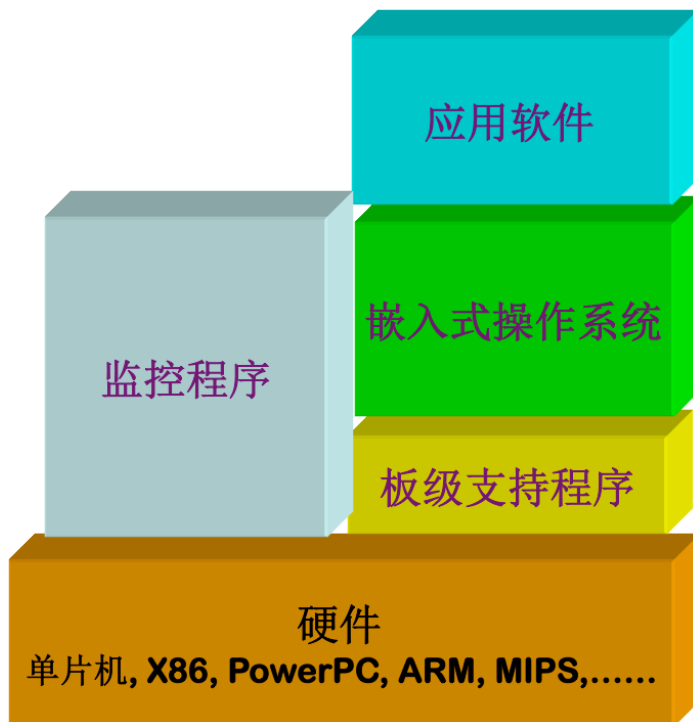 应用软件
嵌入式操作系统
监控程序
板级支持程序
硬件
单片机, X86, PowerPC, ARM, MIPS,……